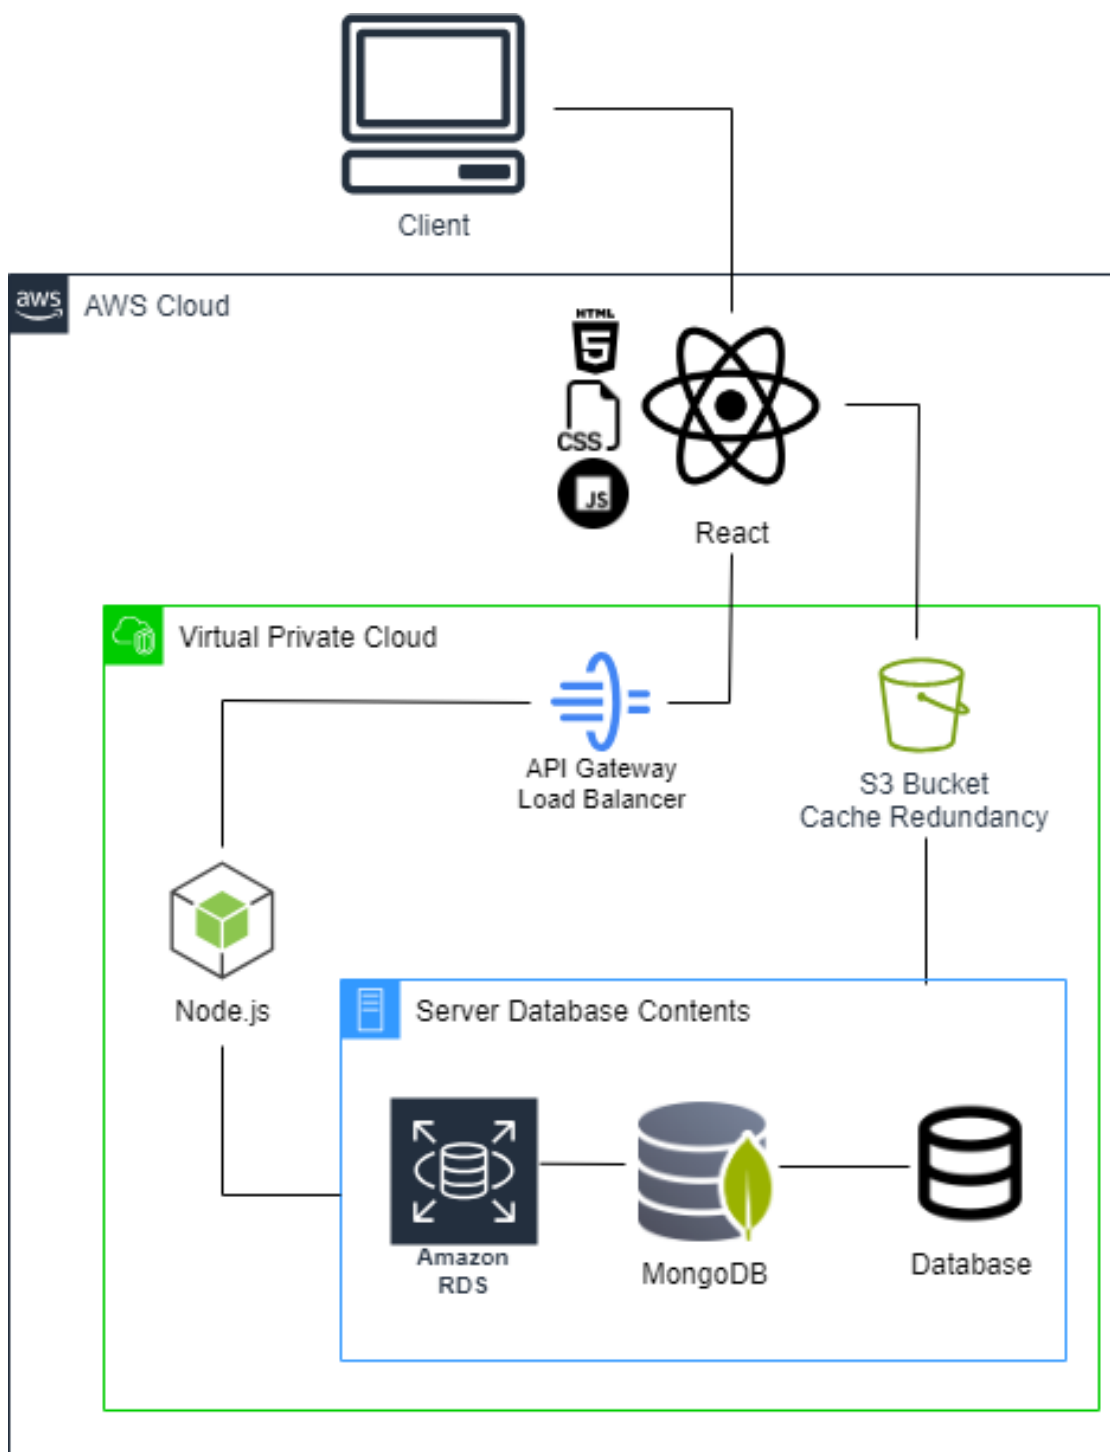 Client
aws
AWS Cloud
HTML
5
CSS
JS
React
Virtual Private Cloud
API Gateway
Load Balancer
S3 Bucket
Cache Redundancy
Node.js
Server Database Contents
Amazon
RDS
MongoDB
Database